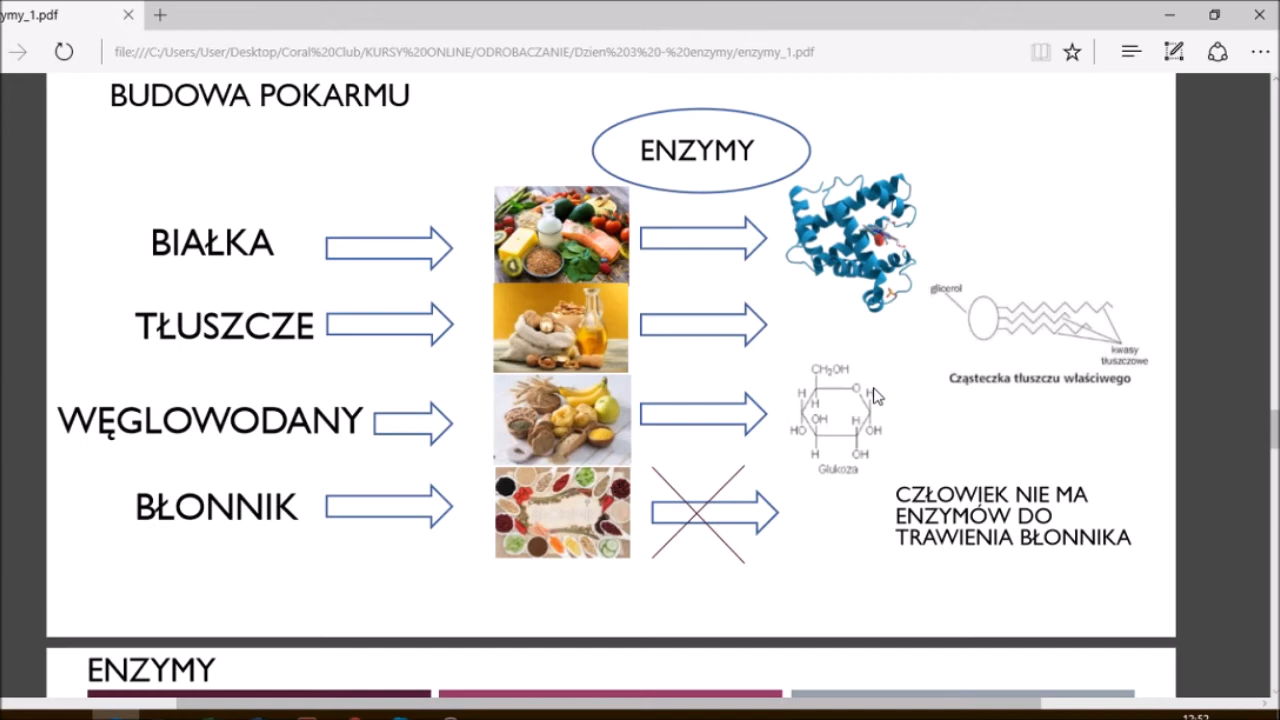 ymy_1.pdf
file:///C:/Users/User/Desktop/Coral%20Club/KURSY%20ONLINE/ODROBACZANIE/Dzien%203%20-%20enzymy/enzymy_1.pdf
BUDOWA POKARMU
ENZYMY
BIAŁKA
TŁUSZCZE
glicerol
kwasy
tłuszczowe
Cząsteczka tłuszczu właściwego
WĘGLOWODANY
CH₂OH
H O H
H
OH H
HO OH
H OH
Glukoza
BŁONNIK
CZŁOWIEK NIE MA
ENZYMÓW DO
TRAWIENIA BŁONNIKA
ENZYMY